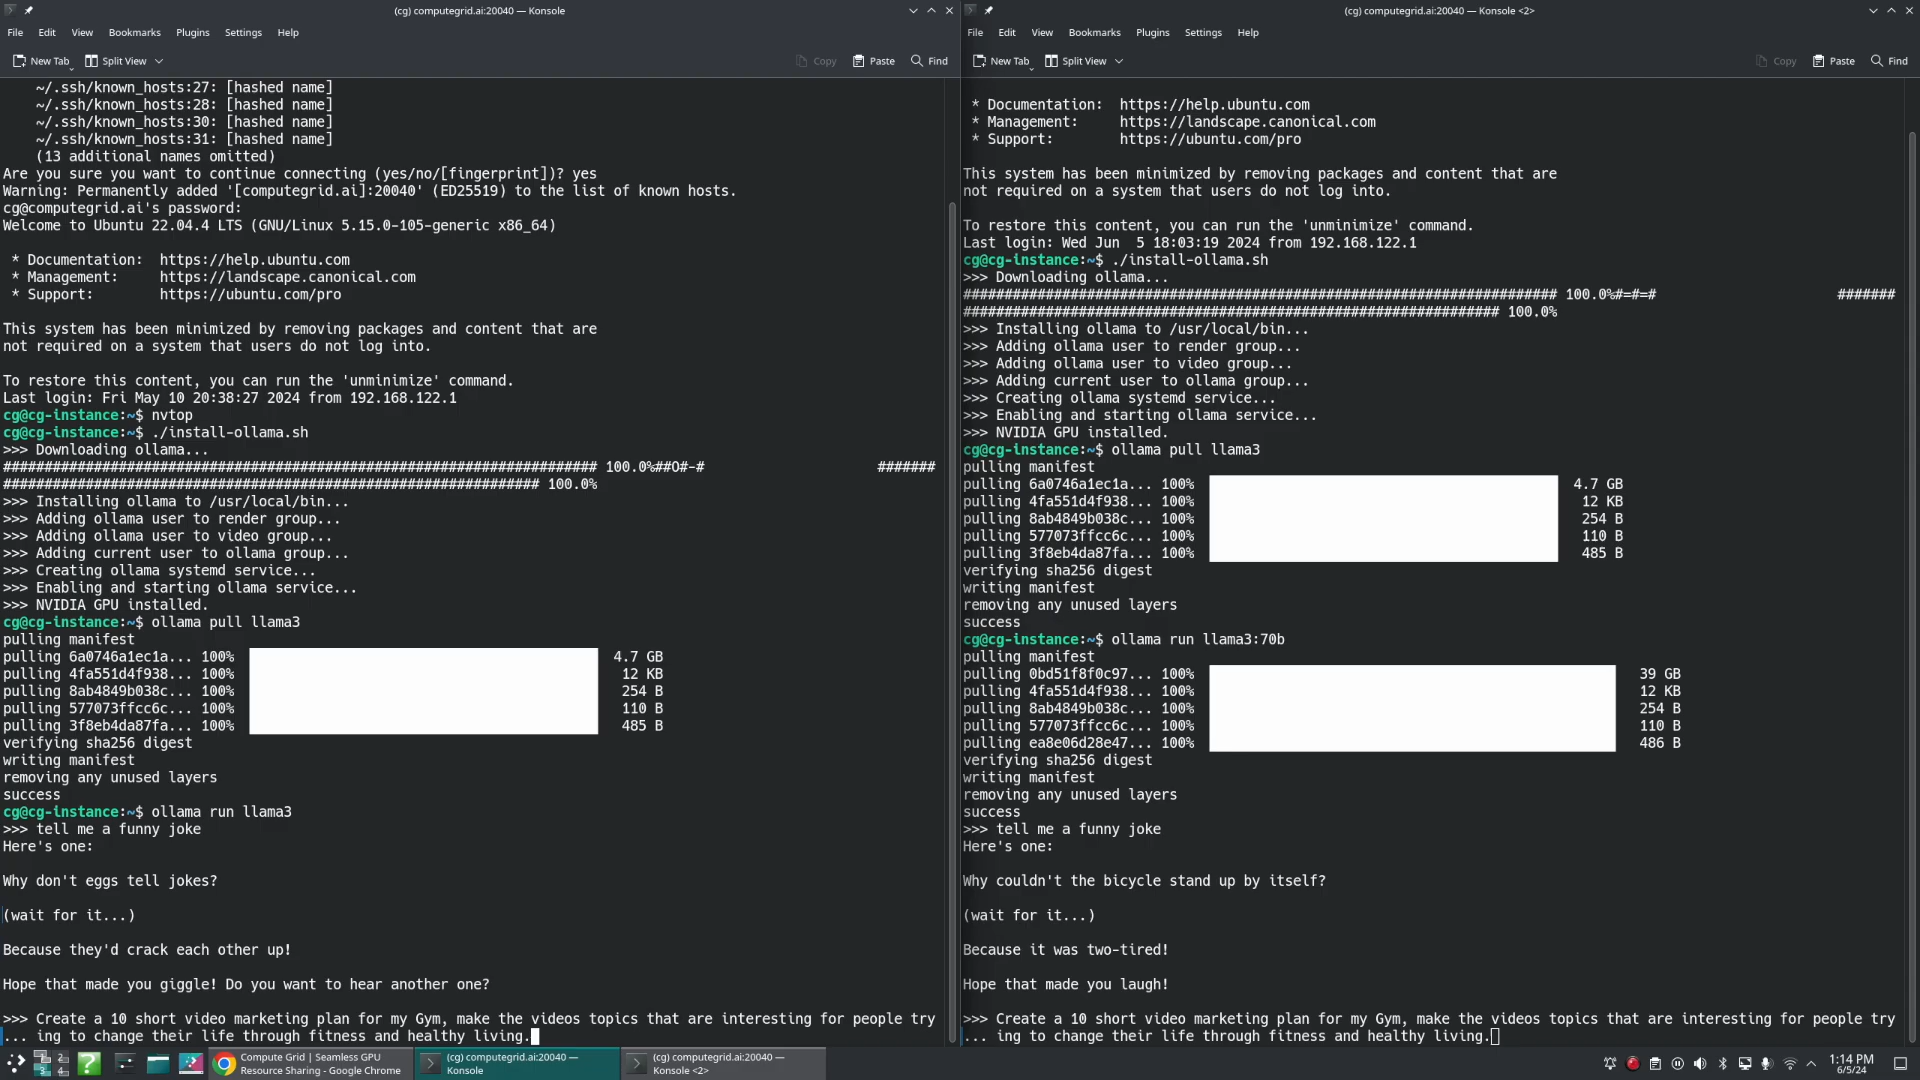 (cg) computegrid.ai:20040 — Konsole
File Edit View Bookmarks Plugins Settings Help
New Tab Split View Copy Paste Find
~/.ssh/known_hosts:27: [hashed name]
~/.ssh/known_hosts:28: [hashed name]
~/.ssh/known_hosts:30: [hashed name]
~/.ssh/known_hosts:31: [hashed name]
(13 additional names omitted)
Are you sure you want to continue connecting (yes/no/[fingerprint])? yes
Warning: Permanently added '[computegrid.ai]:20040' (ED25519) to the list of known hosts.
cg@computegrid.ai's password:
Welcome to Ubuntu 22.04.4 LTS (GNU/Linux 5.15.0-105-generic x86_64)
* Documentation: https://help.ubuntu.com
* Management: https://landscape.canonical.com
* Support: https://ubuntu.com/pro
This system has been minimized by removing packages and content that are
not required on a system that users do not log into.
To restore this content, you can run the 'unminimize' command.
Last login: Fri May 10 20:38:27 2024 from 192.168.122.1
cg@cg-instance:~$ nvtop
cg@cg-instance:~$ ./install-ollama.sh
>>> Downloading ollama...
######################################################################## 100.0%##O#-# #######
################################################################# 100.0%
>>> Installing ollama to /usr/local/bin...
>>> Adding ollama user to render group...
>>> Adding ollama user to video group...
>>> Adding current user to ollama group...
>>> Creating ollama systemd service...
>>> Enabling and starting ollama service...
>>> NVIDIA GPU installed.
cg@cg-instance:~$ ollama pull llama3
pulling manifest
pulling 6a0746a1ec1a... 100% 4.7 GB
pulling 4fa551d4f938... 100% 12 KB
pulling 8ab4849b038c... 100% 254 B
pulling 577073ffcc6c... 100% 110 B
pulling 3f8eb4da87fa... 100% 485 B
verifying sha256 digest
writing manifest
removing any unused layers
success
cg@cg-instance:~$ ollama run llama3
>>> tell me a funny joke
Here's one:
Why don't eggs tell jokes?
(wait for it...)
Because they'd crack each other up!
Hope that made you giggle! Do you want to hear another one?
>>> Create a 10 short video marketing plan for my Gym, make the videos topics that are interesting for people try
... ing to change their life through fitness and healthy living.
(cg) computegrid.ai:20040 — Konsole <2>
File Edit View Bookmarks Plugins Settings Help
New Tab Split View Copy Paste Find
* Documentation: https://help.ubuntu.com
* Management: https://landscape.canonical.com
* Support: https://ubuntu.com/pro
This system has been minimized by removing packages and content that are
not required on a system that users do not log into.
To restore this content, you can run the 'unminimize' command.
Last login: Wed Jun 5 18:03:19 2024 from 192.168.122.1
cg@cg-instance:~$ ./install-ollama.sh
>>> Downloading ollama...
######################################################################## 100.0%#=#=# #######
################################################################# 100.0%
>>> Installing ollama to /usr/local/bin...
>>> Adding ollama user to render group...
>>> Adding ollama user to video group...
>>> Adding current user to ollama group...
>>> Creating ollama systemd service...
>>> Enabling and starting ollama service...
>>> NVIDIA GPU installed.
cg@cg-instance:~$ ollama pull llama3
pulling manifest
pulling 6a0746a1ec1a... 100% 4.7 GB
pulling 4fa551d4f938... 100% 12 KB
pulling 8ab4849b038c... 100% 254 B
pulling 577073ffcc6c... 100% 110 B
pulling 3f8eb4da87fa... 100% 485 B
verifying sha256 digest
writing manifest
removing any unused layers
success
cg@cg-instance:~$ ollama run llama3:70b
pulling manifest
pulling 0bd51f8f0c97... 100% 39 GB
pulling 4fa551d4f938... 100% 12 KB
pulling 8ab4849b038c... 100% 254 B
pulling 577073ffcc6c... 100% 110 B
pulling ea8e06d28e47... 100% 486 B
verifying sha256 digest
writing manifest
removing any unused layers
success
>>> tell me a funny joke
Here's one:
Why couldn't the bicycle stand up by itself?
(wait for it...)
Because it was two-tired!
Hope that made you laugh!
>>> Create a 10 short video marketing plan for my Gym, make the videos topics that are interesting for people try
... ing to change their life through fitness and healthy living.
Compute Grid | Seamless GPU
Resource Sharing - Google Chrome
(cg) computegrid.ai:20040 —
Konsole
(cg) computegrid.ai:20040 —
Konsole <2>
1:14 PM
6/5/24